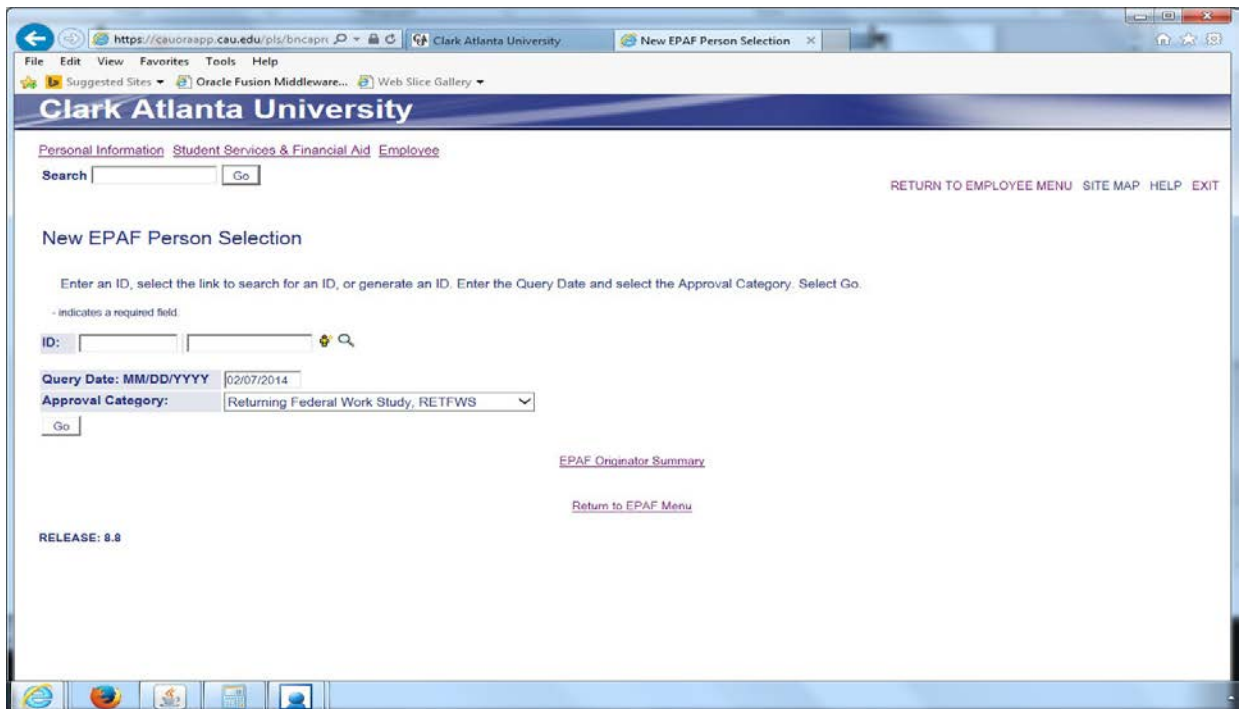 https://cauoraapp.cau.edu/pls/bncapr
Clark Atlanta University
New EPAF Person Selection
File Edit View Favorites Tools Help
Suggested Sites Oracle Fusion Middleware... Web Slice Gallery
Clark Atlanta University
Personal Information Student Services & Financial Aid Employee
Search Go
RETURN TO EMPLOYEE MENU SITE MAP HELP EXIT
New EPAF Person Selection
Enter an ID, select the link to search for an ID, or generate an ID. Enter the Query Date and select the Approval Category. Select Go.
- indicates a required field.
ID:
Query Date: MM/DD/YYYY 02/07/2014
Approval Category: Returning Federal Work Study, RETFWS
Go
EPAF Originator Summary
Return to EPAF Menu
RELEASE: 8.8